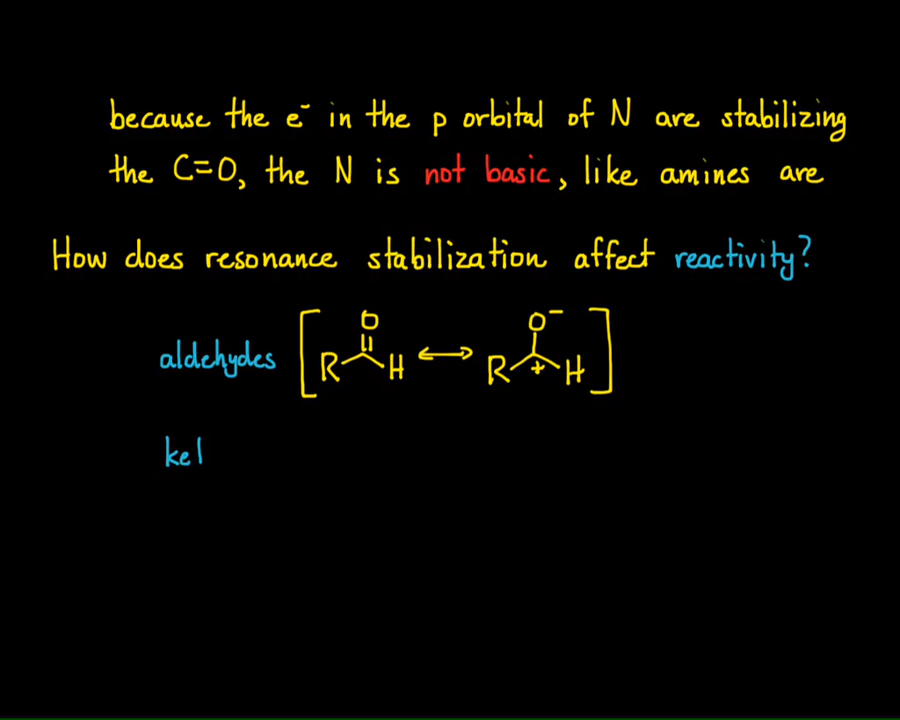 because the e⁻ in the p orbital of N are stabilizing
the C=O, the N is not basic, like amines are
How does resonance stabilization affect reactivity?
O O⁻
aldehydes [ R H ↔ R + H ]
kel